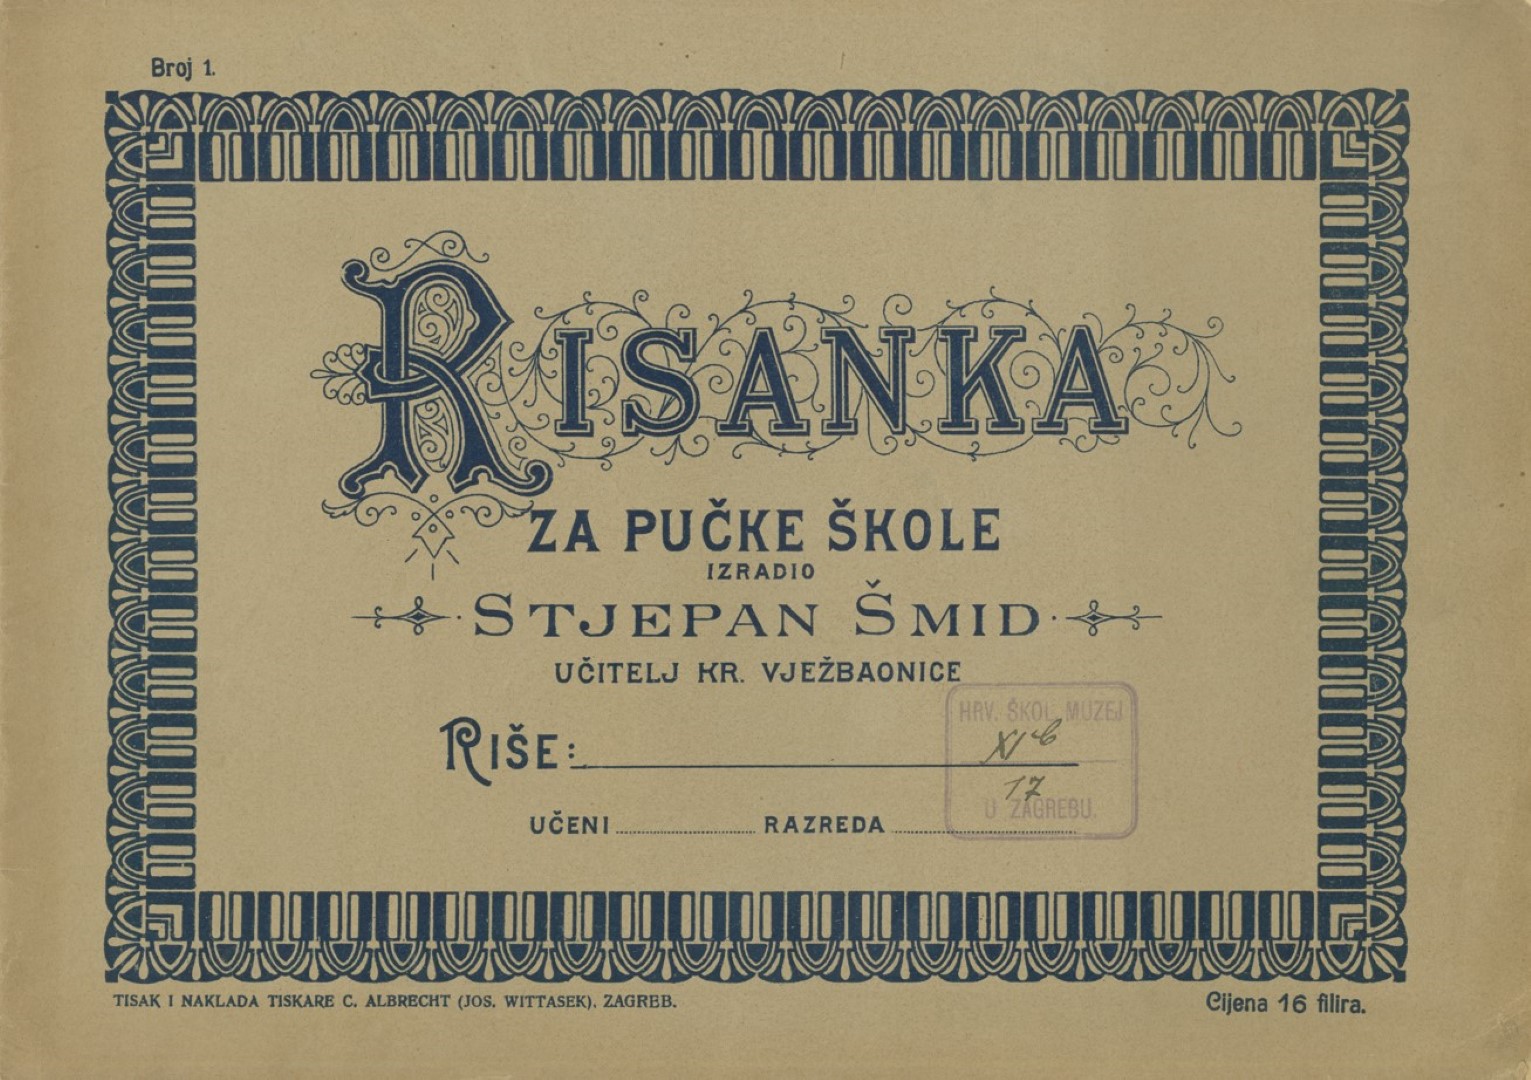 Broj 1.
RISANKA
ZA PUČKE ŠKOLE
IZRADIO
STJEPAN ŠMID
UČITELJ KR. VJEŽBAONICE
HRV. ŠKOL. MUZEJ
XI b
RIŠE:
17
U ZAGREBU.
UČENI RAZREDA
TISAK I NAKLADA TISKARE C. ALBRECHT (JOS. WITTASEK), ZAGREB.
Cijena 16 filira.